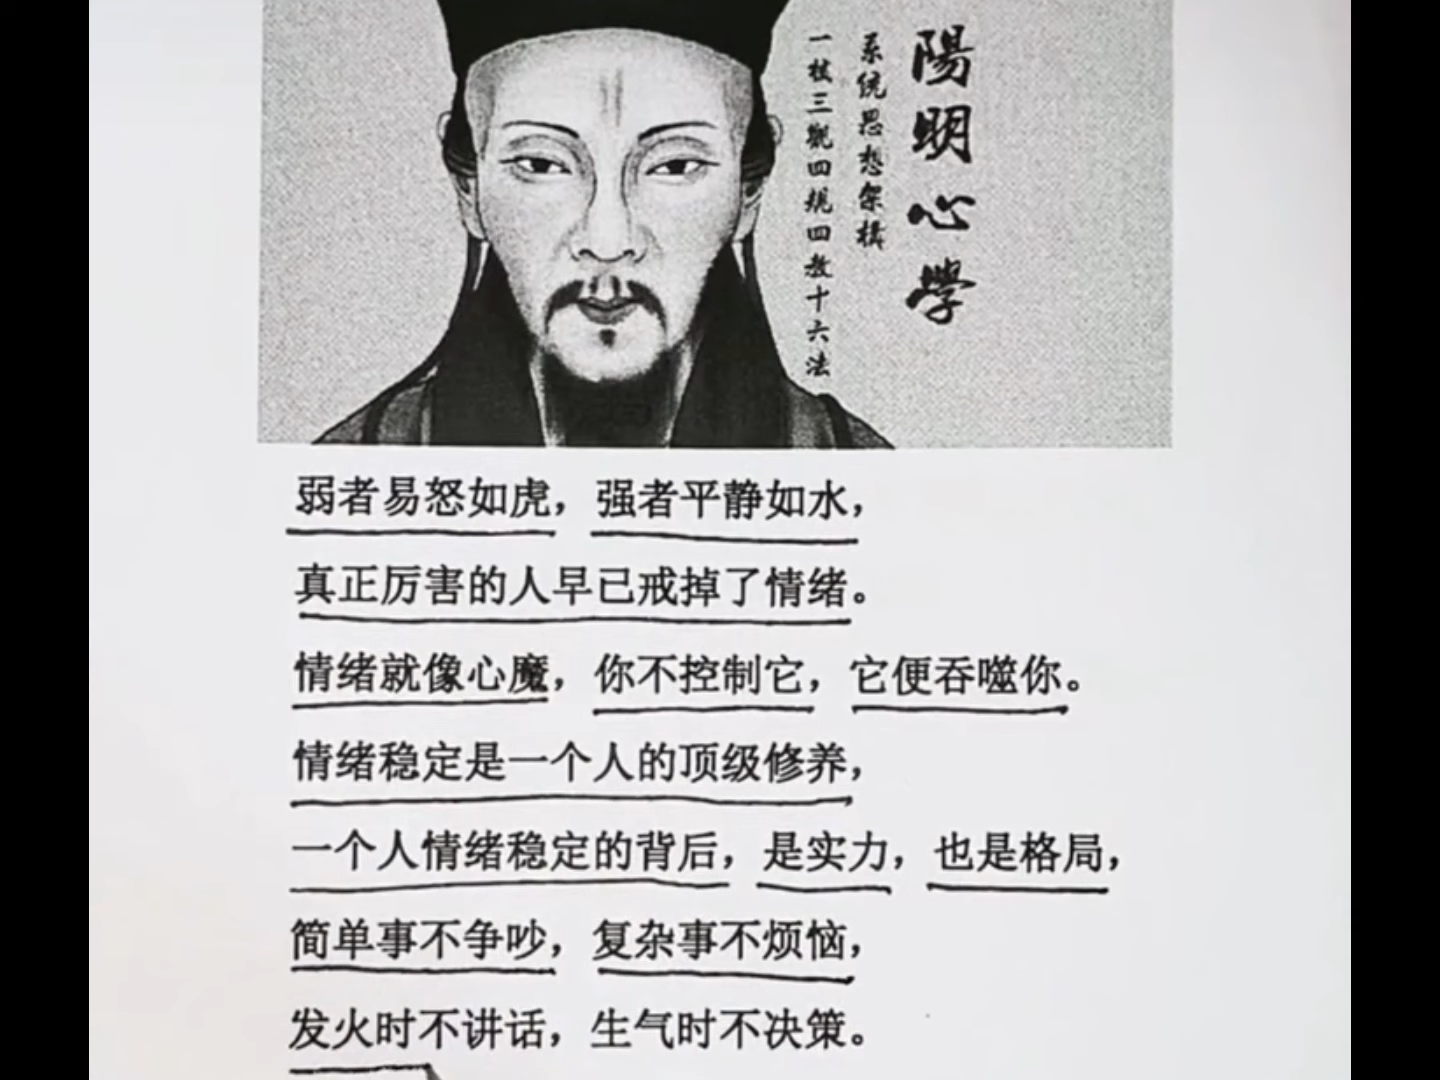 陽明心學
系統思想架構
一核三觀四規四教十六法
弱者易怒如虎，强者平静如水，
真正厉害的人早已戒掉了情绪。
情绪就像心魔，你不控制它，它便吞噬你。
情绪稳定是一个人的顶级修养，
一个人情绪稳定的背后，是实力，也是格局，
简单事不争吵，复杂事不烦恼，
发火时不讲话，生气时不决策。